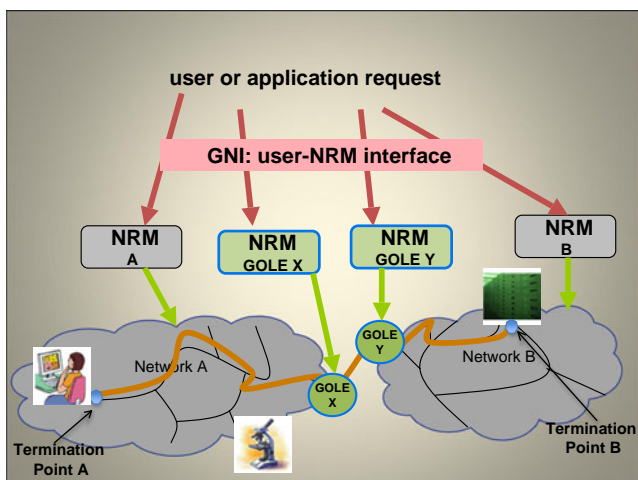 user or application request
GNI: user-NRM interface
NRM
A
NRM
GOLE X
NRM
GOLE Y
NRM
B
Network A
GOLE
X
GOLE
Y
Network B
Termination
Point A
Termination
Point B